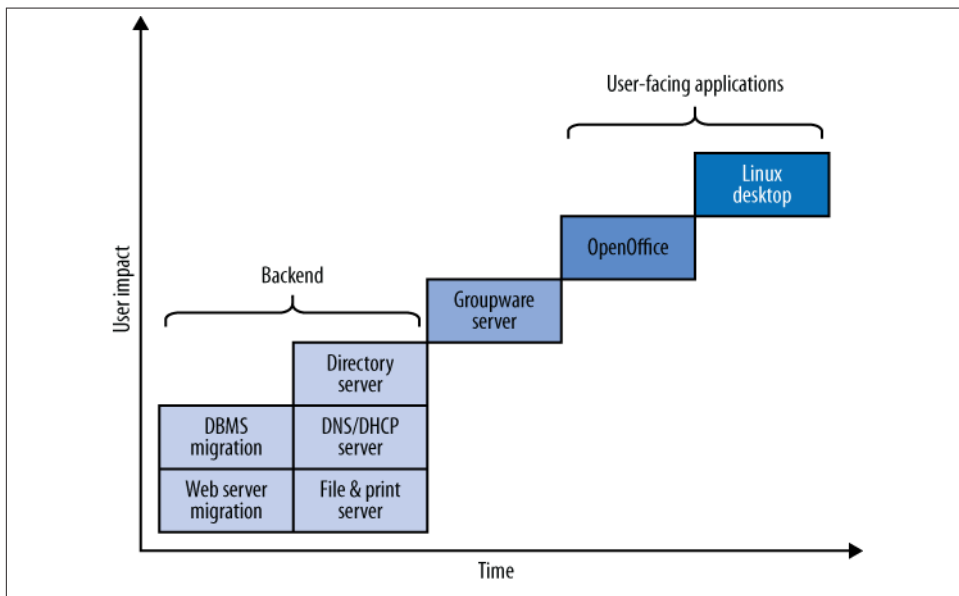 User-facing applications
Linux
desktop
OpenOffice
Backend
Groupware
server
Directory
server
DBMS
migration
DNS/DHCP
server
Web server
migration
File & print
server
User impact
Time